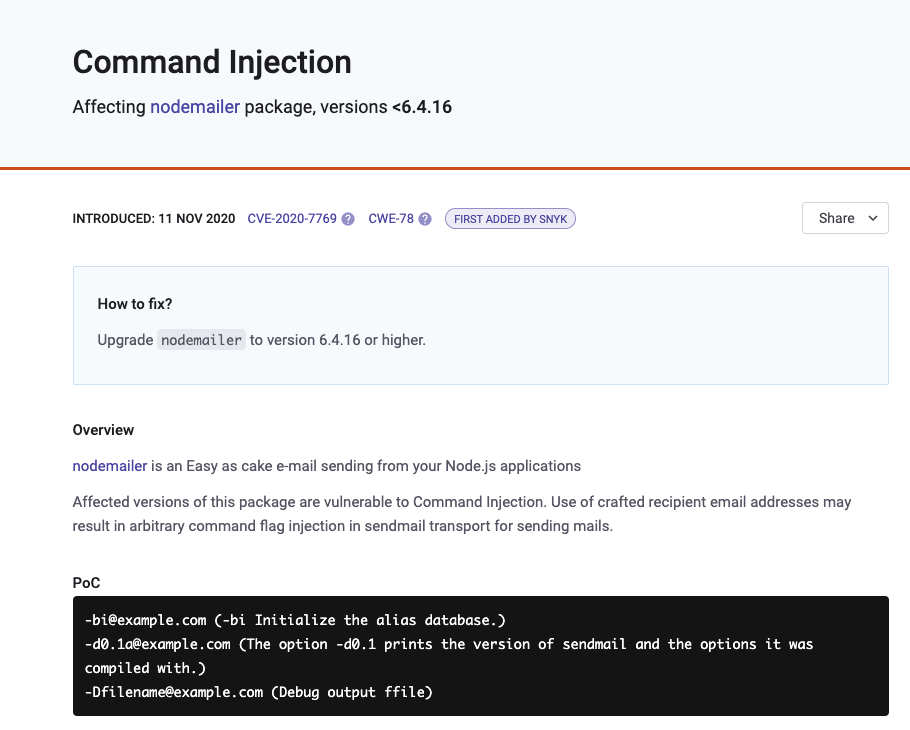 Command Injection
Affecting nodemailer package, versions <6.4.16
INTRODUCED: 11 NOV 2020 CVE-2020-7769 ? CWE-78 ? FIRST ADDED BY SNYK Share
How to fix?
Upgrade nodemailer to version 6.4.16 or higher.
Overview
nodemailer is an Easy as cake e-mail sending from your Node.js applications
Affected versions of this package are vulnerable to Command Injection. Use of crafted recipient email addresses may
result in arbitrary command flag injection in sendmail transport for sending mails.
PoC
-bi@example.com (-bi Initialize the alias database.)
-d0.1a@example.com (The option -d0.1 prints the version of sendmail and the options it was
compiled with.)
-Dfilename@example.com (Debug output ffile)